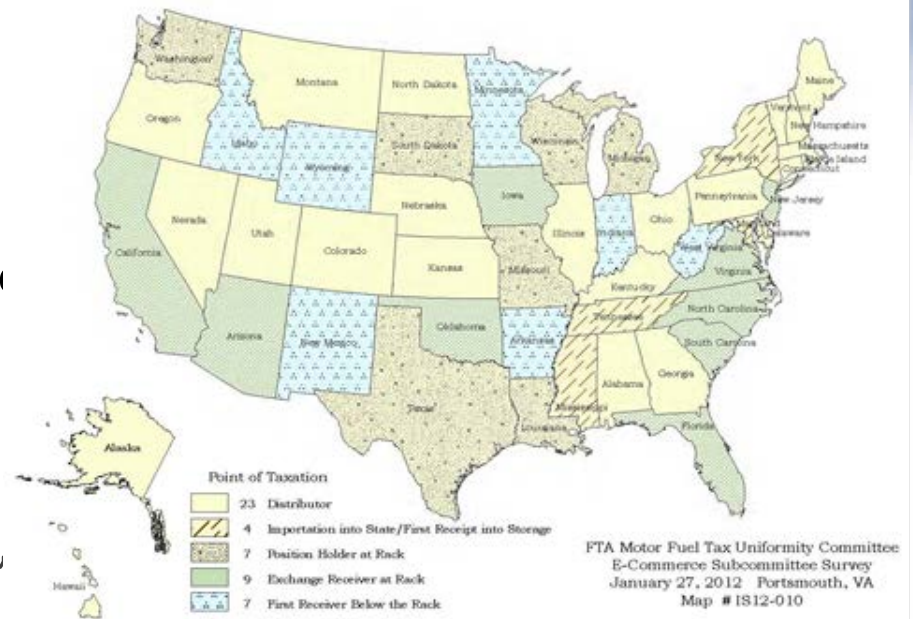 Washington
Montana
North Dakota
Minnesota
Maine
Oregon
Idaho
Wyoming
South Dakota
Wisconsin
Michigan
Vermont
New Hampshire
Massachusetts
Rhode Island
Connecticut
New York
Nevada
Utah
Colorado
Nebraska
Iowa
Illinois
Indiana
Ohio
Pennsylvania
New Jersey
Delaware
California
Kansas
Missouri
Kentucky
West Virginia
Virginia
Arizona
New Mexico
Oklahoma
Arkansas
Tennessee
North Carolina
South Carolina
Texas
Louisiana
Mississippi
Alabama
Georgia
Florida
Alaska
Hawaii
Point of Taxation
23 Distributor
4 Importation into State/First Receipt into Storage
7 Position Holder at Rack
9 Exchange Receiver at Rack
7 First Receiver Below the Rack
FTA Motor Fuel Tax Uniformity Committee
E-Commerce Subcommittee Survey
January 27, 2012 Portsmouth, VA
Map # IS12-010